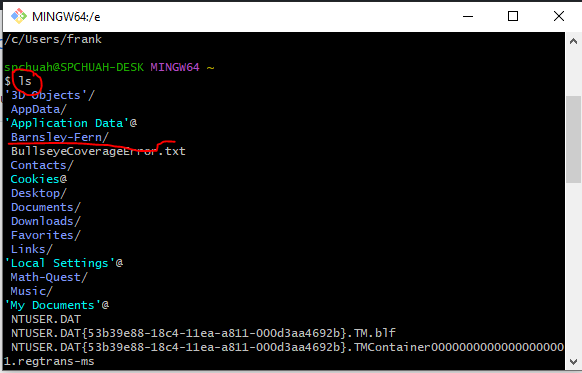 MINGW64:/e
/c/Users/frank
spchuah@SPCHUAH-DESK MINGW64 ~
$ ls
'3D Objects'/
AppData/
'Application Data'@
Barnsley-Fern/
BullseyeCoverageError.txt
Contacts/
Cookies@
Desktop/
Documents/
Downloads/
Favorites/
Links/
'Local Settings'@
Math-Quest/
Music/
'My Documents'@
NTUSER.DAT
NTUSER.DAT{53b39e88-18c4-11ea-a811-000d3aa4692b}.TM.blf
NTUSER.DAT{53b39e88-18c4-11ea-a811-000d3aa4692b}.TMContainer0000000000000000000
1.regtrans-ms